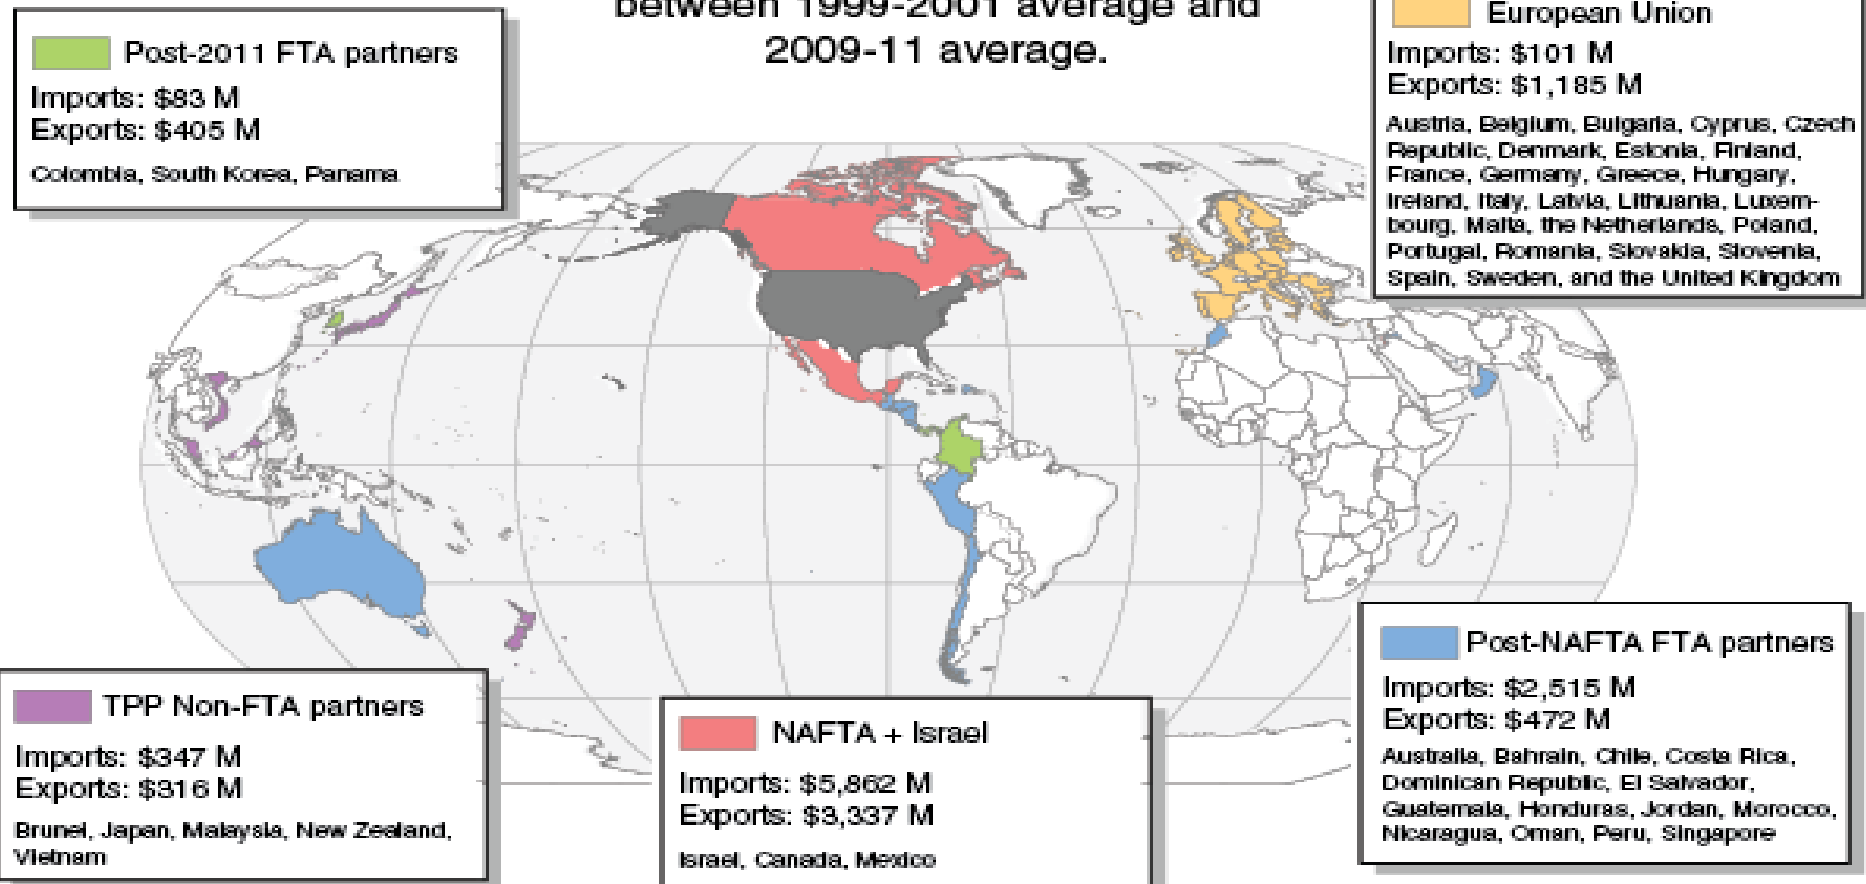 between 1999-2001 average and
2009-11 average.
Post-2011 FTA partners
Imports: $83 M
Exports: $405 M
Colombia, South Korea, Panama
European Union
Imports: $101 M
Exports: $1,185 M
Austria, Belgium, Bulgaria, Cyprus, Czech
Republic, Denmark, Estonia, Finland,
France, Germany, Greece, Hungary,
Ireland, Italy, Latvia, Lithuania, Luxem-
bourg, Malta, the Netherlands, Poland,
Portugal, Romania, Slovakia, Slovenia,
Spain, Sweden, and the United Kingdom
TPP Non-FTA partners
Imports: $347 M
Exports: $316 M
Brunei, Japan, Malaysia, New Zealand,
Vietnam
NAFTA + Israel
Imports: $5,862 M
Exports: $3,337 M
Israel, Canada, Mexico
Post-NAFTA FTA partners
Imports: $2,515 M
Exports: $472 M
Australia, Bahrain, Chile, Costa Rica,
Dominican Republic, El Salvador,
Guatemala, Honduras, Jordan, Morocco,
Nicaragua, Oman, Peru, Singapore